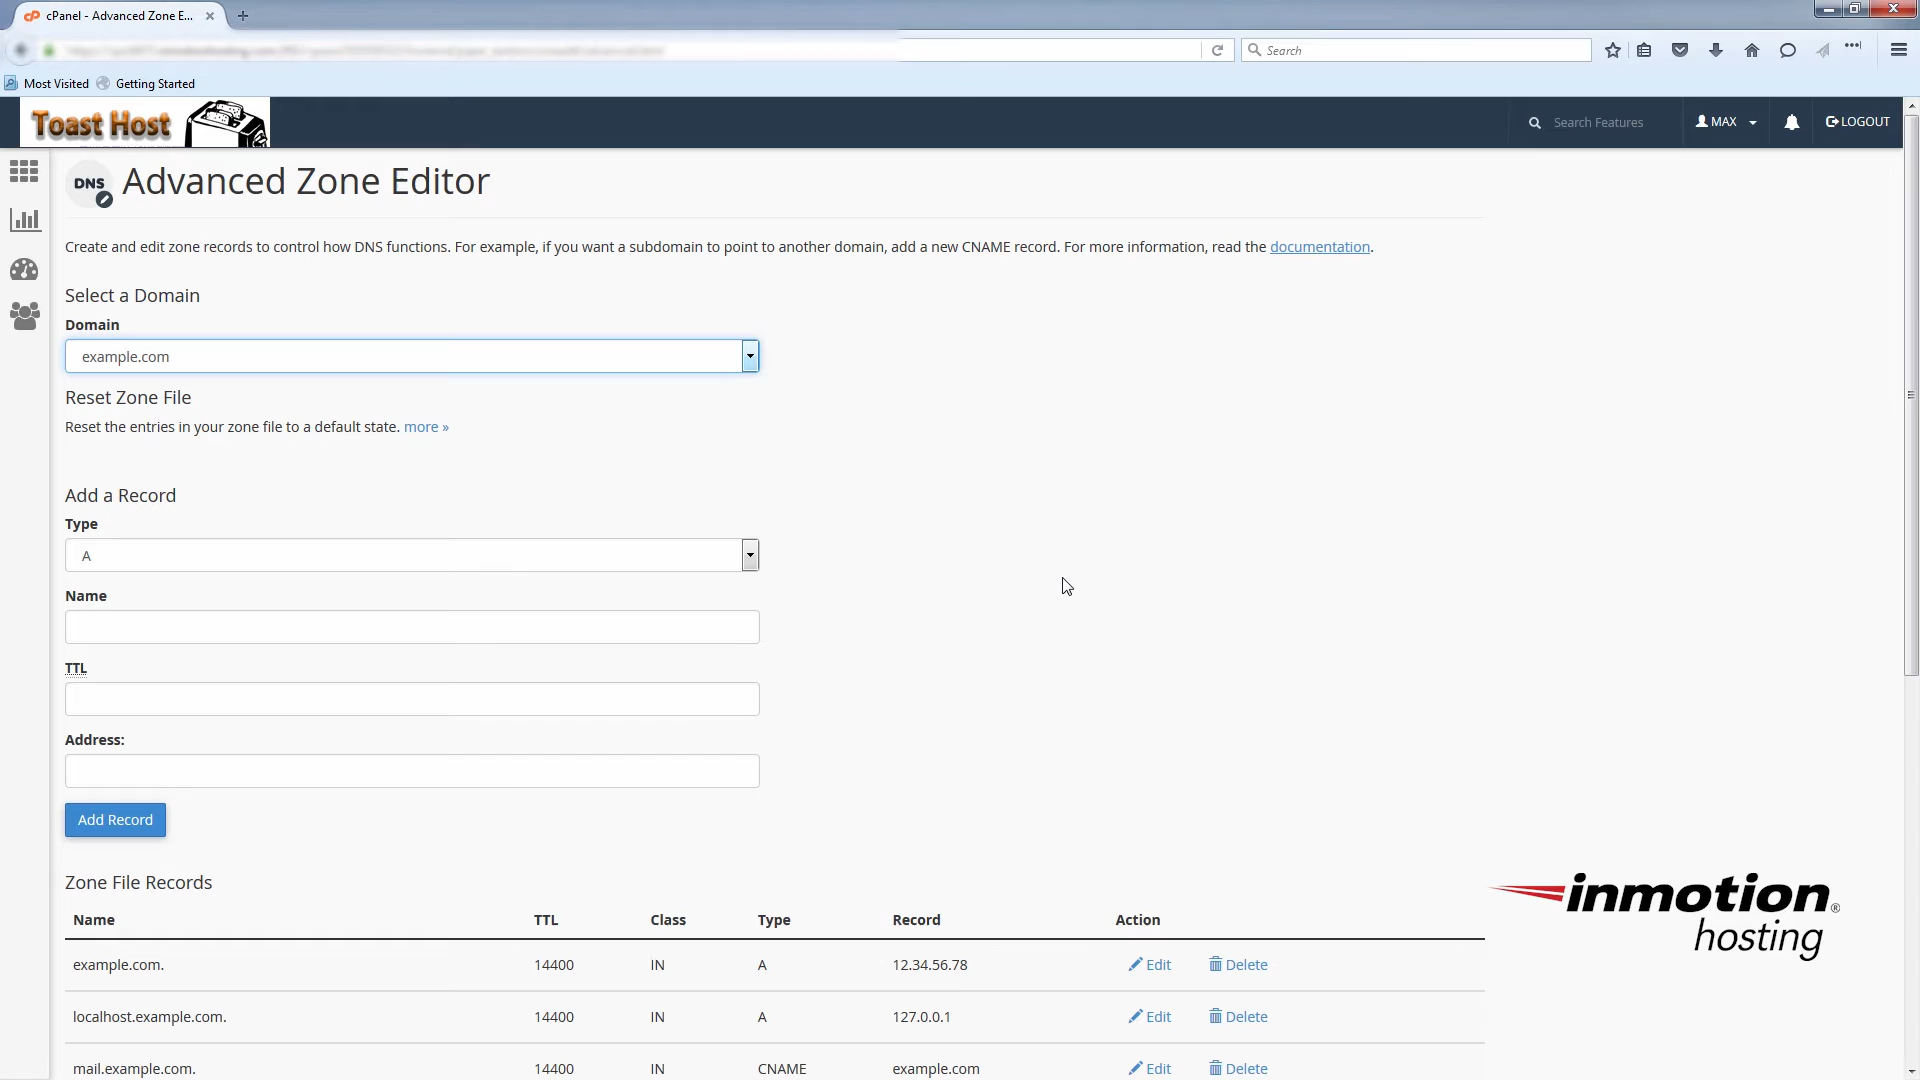 cPanel - Advanced Zone E...
Search
Most Visited Getting Started
Toast Host
Search Features MAX LOGOUT
DNS Advanced Zone Editor
Create and edit zone records to control how DNS functions. For example, if you want a subdomain to point to another domain, add a new CNAME record. For more information, read the documentation.
Select a Domain
Domain
example.com
Reset Zone File
Reset the entries in your zone file to a default state. more »
Add a Record
Type
A
Name
TTL
Address:
Add Record
Zone File Records
Name TTL Class Type Record Action
example.com. 14400 IN A 12.34.56.78 Edit Delete
localhost.example.com. 14400 IN A 127.0.0.1 Edit Delete
mail.example.com. 14400 IN CNAME example.com Edit Delete
inmotion®
hosting